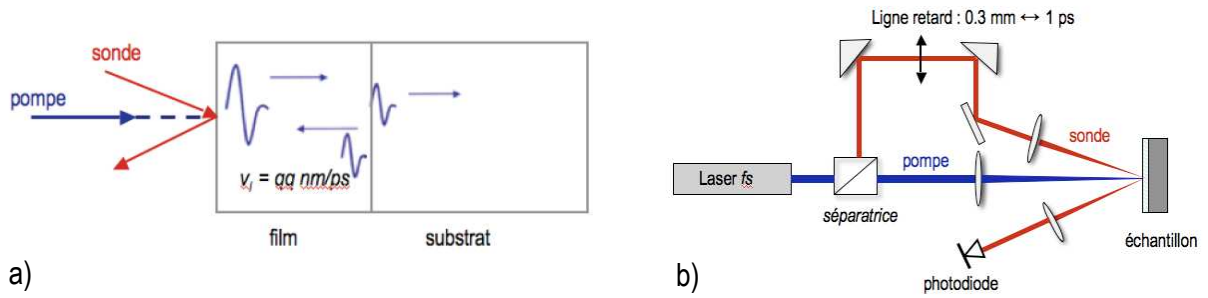 sonde
pompe
v_l = qq nm/ps
film
substrat
a)
Ligne retard : 0.3 mm ↔ 1 ps
sonde
pompe
Laser fs
séparatrice
échantillon
photodiode
b)